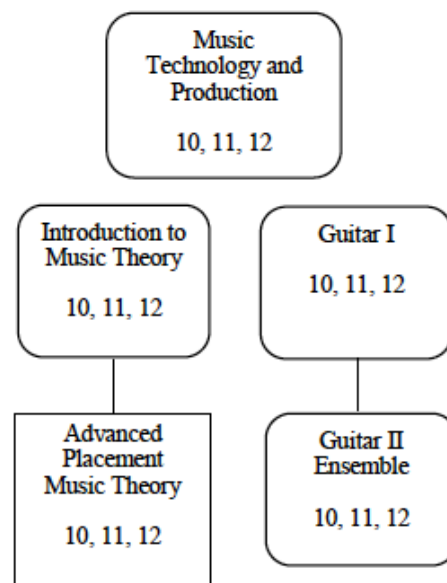 Music
Technology and
Production
10, 11, 12
Introduction to
Music Theory
10, 11, 12
Guitar I
10, 11, 12
Advanced
Placement
Music Theory
10, 11, 12
Guitar II
Ensemble
10, 11, 12